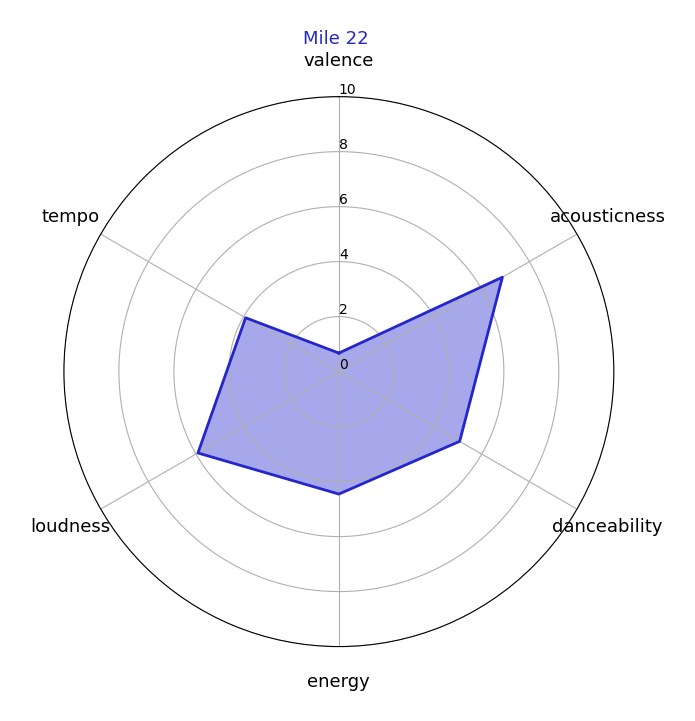 Mile 22
valence
10
8
tempo
acousticness
6
4
2
0
loudness
danceability
energy